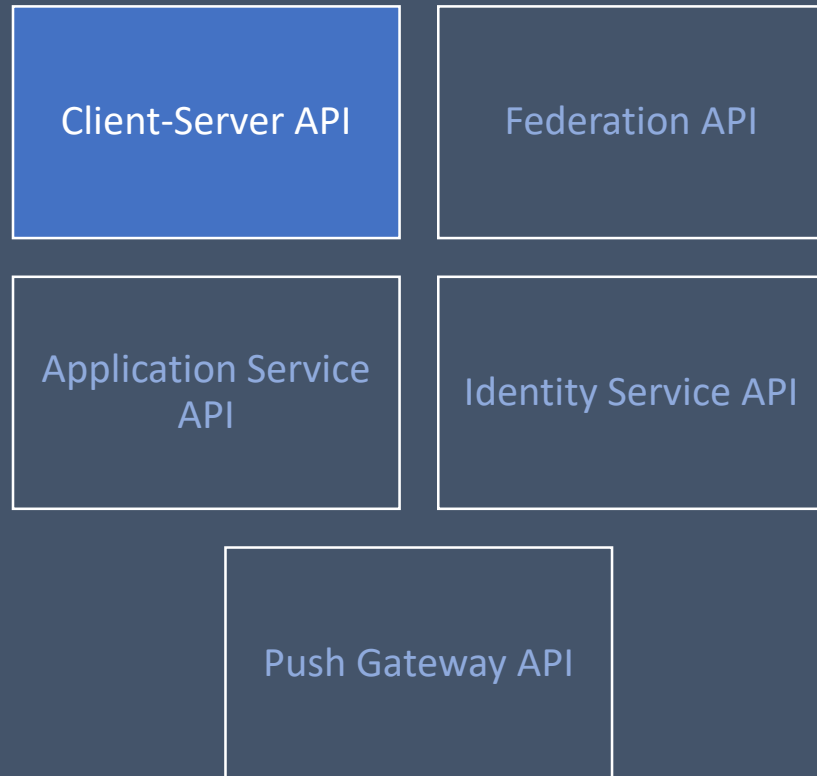 Client-Server API
Federation API
Application Service
API
Identity Service API
Push Gateway API